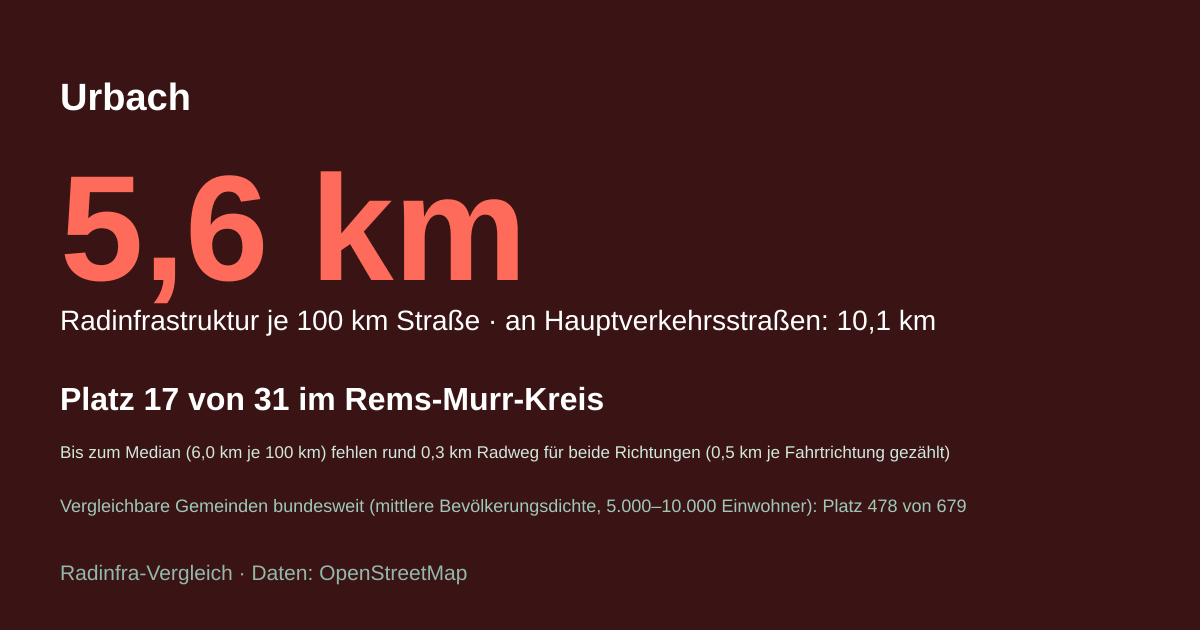 Urbach
5,6 km
Radinfrastruktur je 100 km Straße · an Hauptverkehrsstraßen: 10,1 km
Platz 17 von 31 im Rems-Murr-Kreis
Bis zum Median (6,0 km je 100 km) fehlen rund 0,3 km Radweg für beide Richtungen (0,5 km je Fahrtrichtung gezählt)
Vergleichbare Gemeinden bundesweit (mittlere Bevölkerungsdichte, 5.000–10.000 Einwohner): Platz 478 von 679
Radinfra-Vergleich · Daten: OpenStreetMap